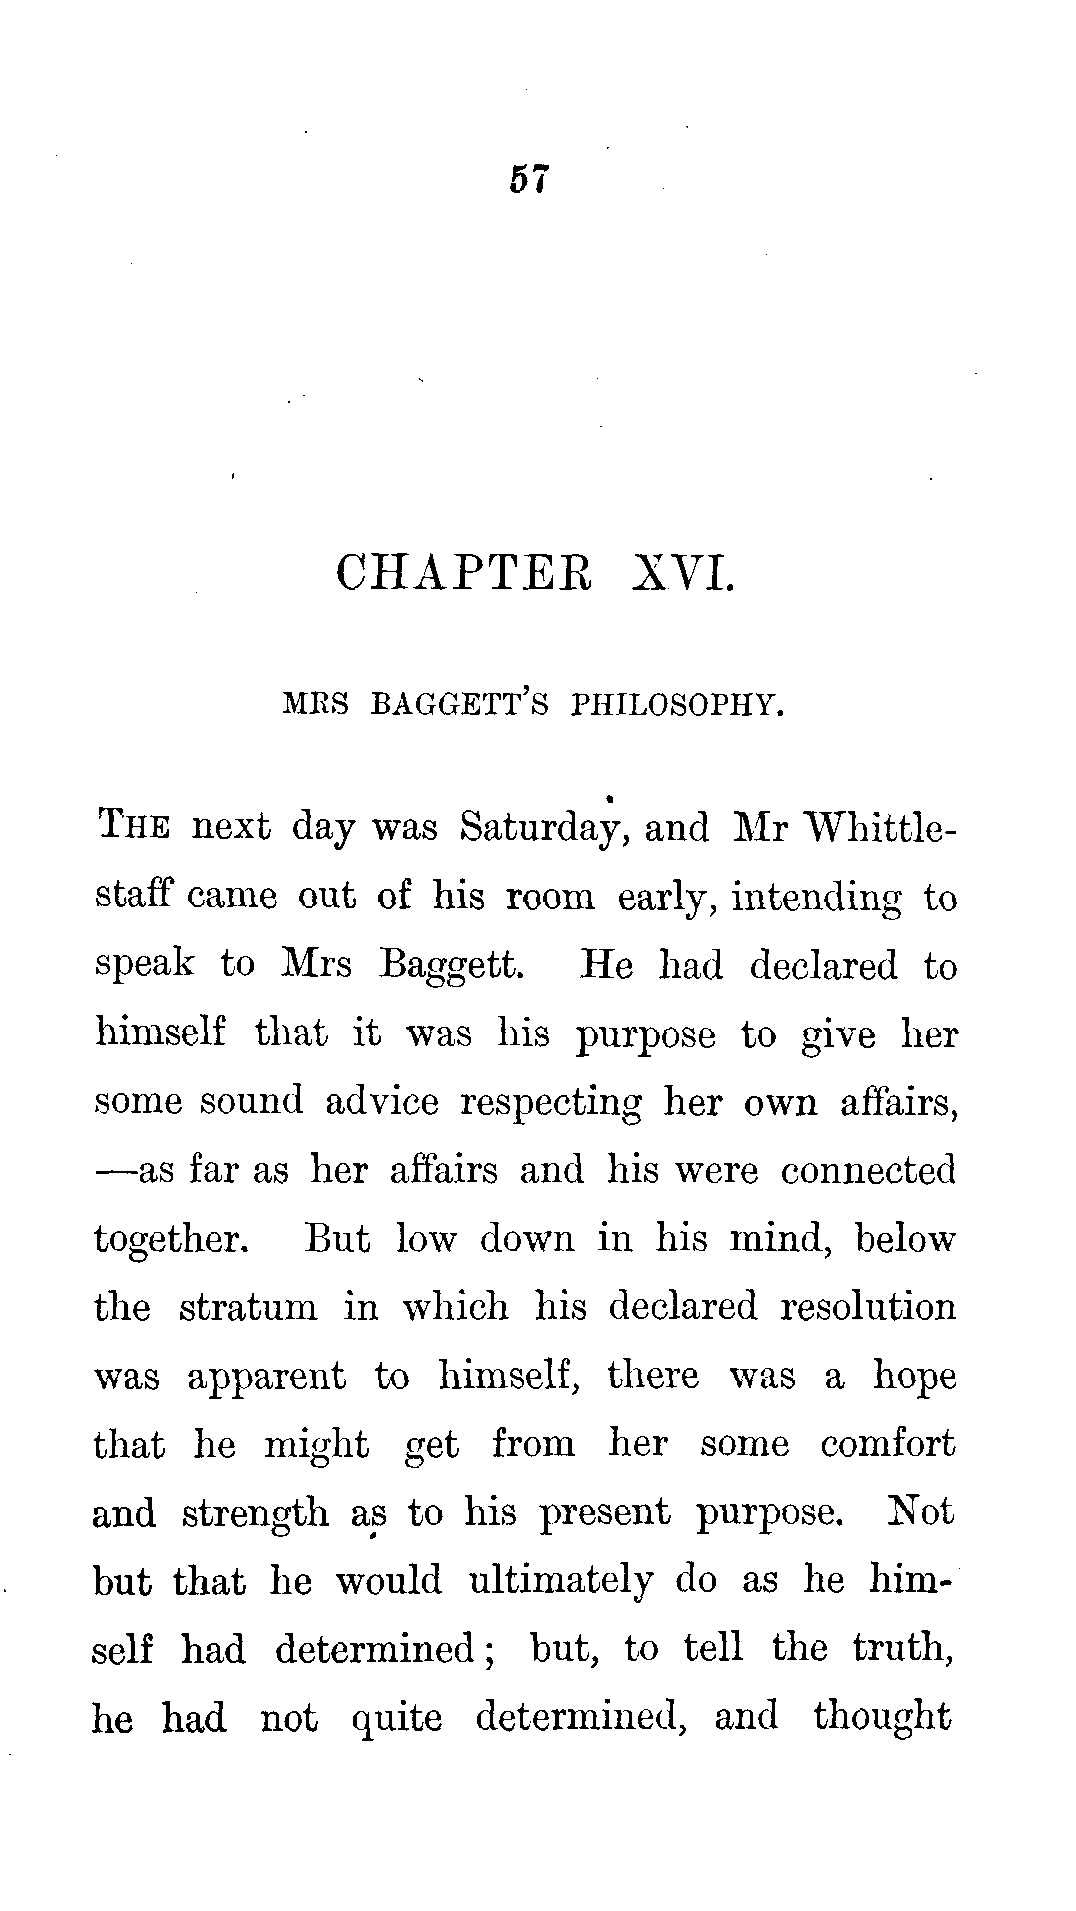 57
CHAPTER XVI.
MRS BAGGETT'S PHILOSOPHY.
THE next day was Saturday, and Mr Whittle-
staff came out of his room early, intending to
speak to Mrs Baggett. He had declared to
himself that it was his purpose to give her
some sound advice respecting her own affairs,
—as far as her affairs and his were connected
together. But low down in his mind, below
the stratum in which his declared resolution
was apparent to himself, there was a hope
that he might get from her some comfort
and strength as to his present purpose. Not
but that he would ultimately do as he him-
self had determined; but, to tell the truth,
he had not quite determined, and thought